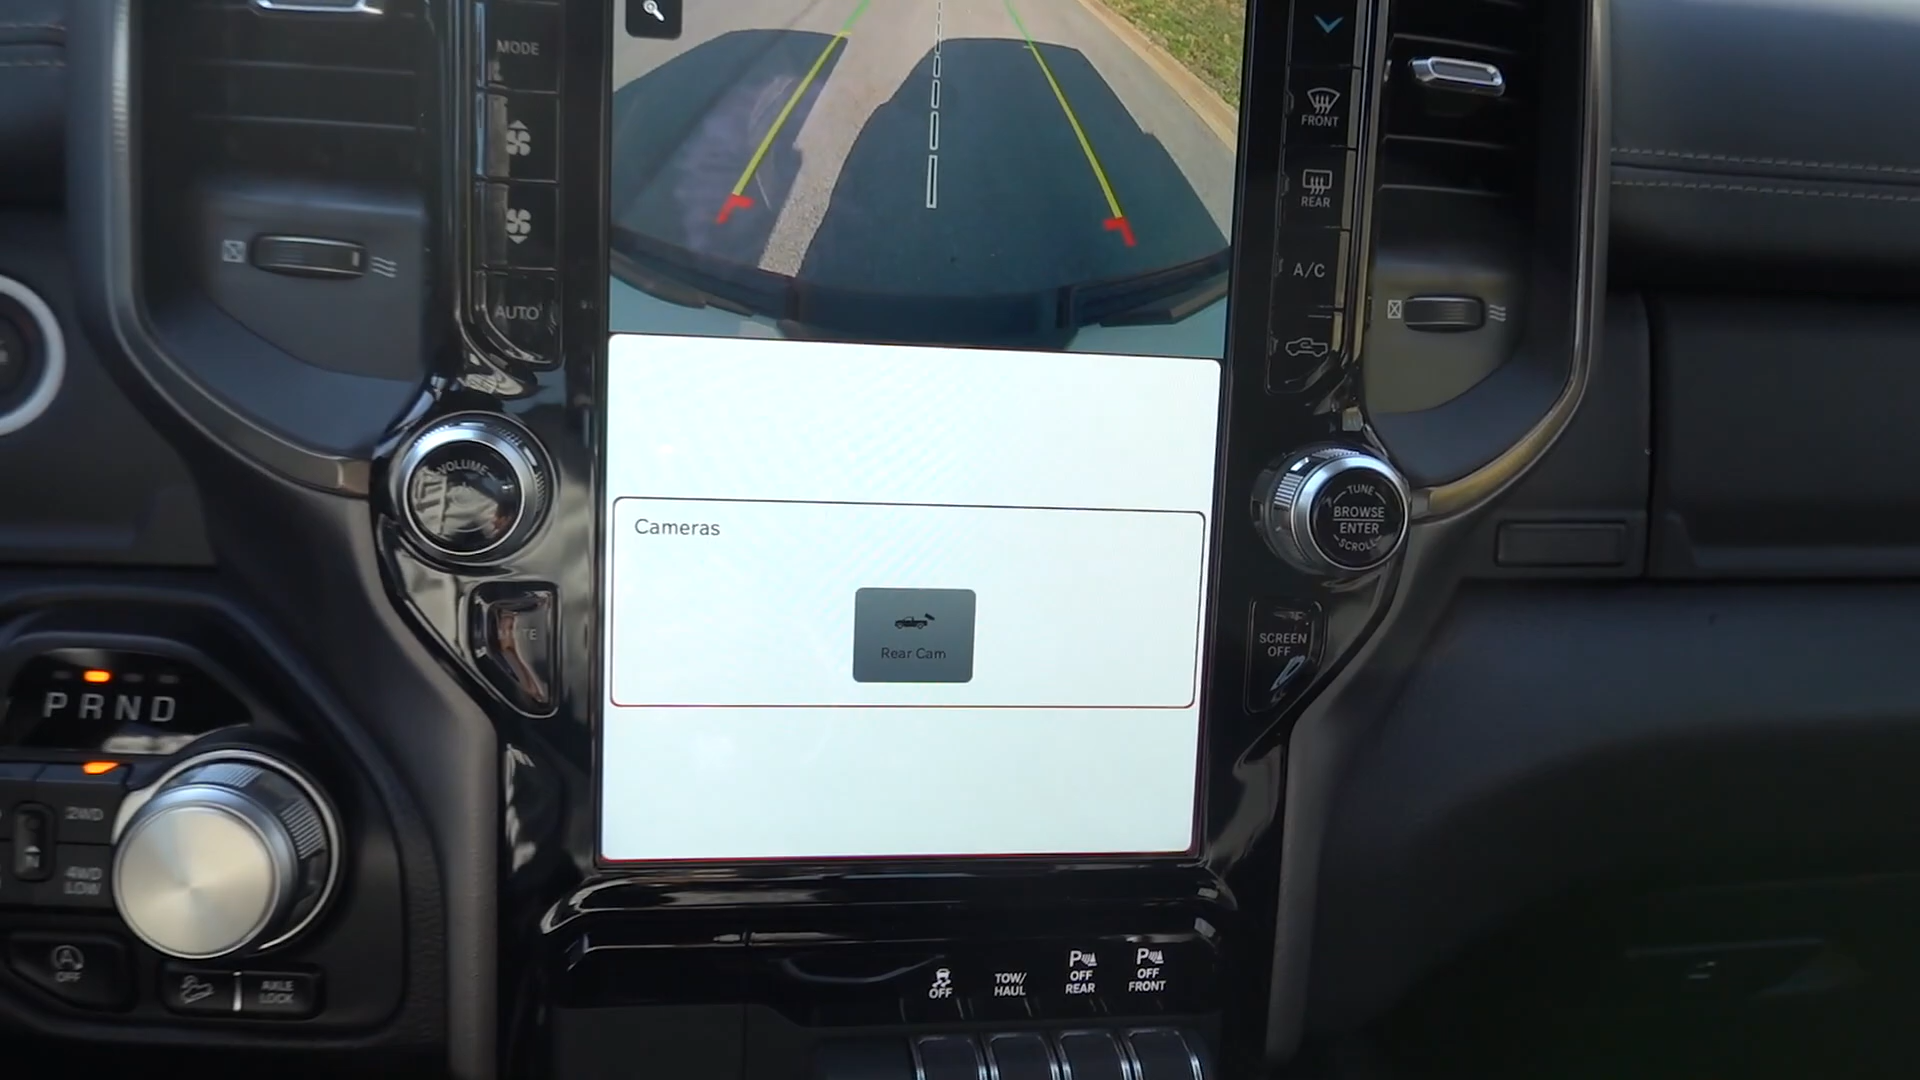 MODE
AUTO
VOLUME
MUTE
PRND
2WD
4WD
LOW
OFF
AXLE
LOCK
Cameras
Rear Cam
FRONT
REAR
A/C
TUNE
BROWSE
ENTER
SCROLL
SCREEN
OFF
OFF
TOW/
HAUL
P
OFF
REAR
P
OFF
FRONT